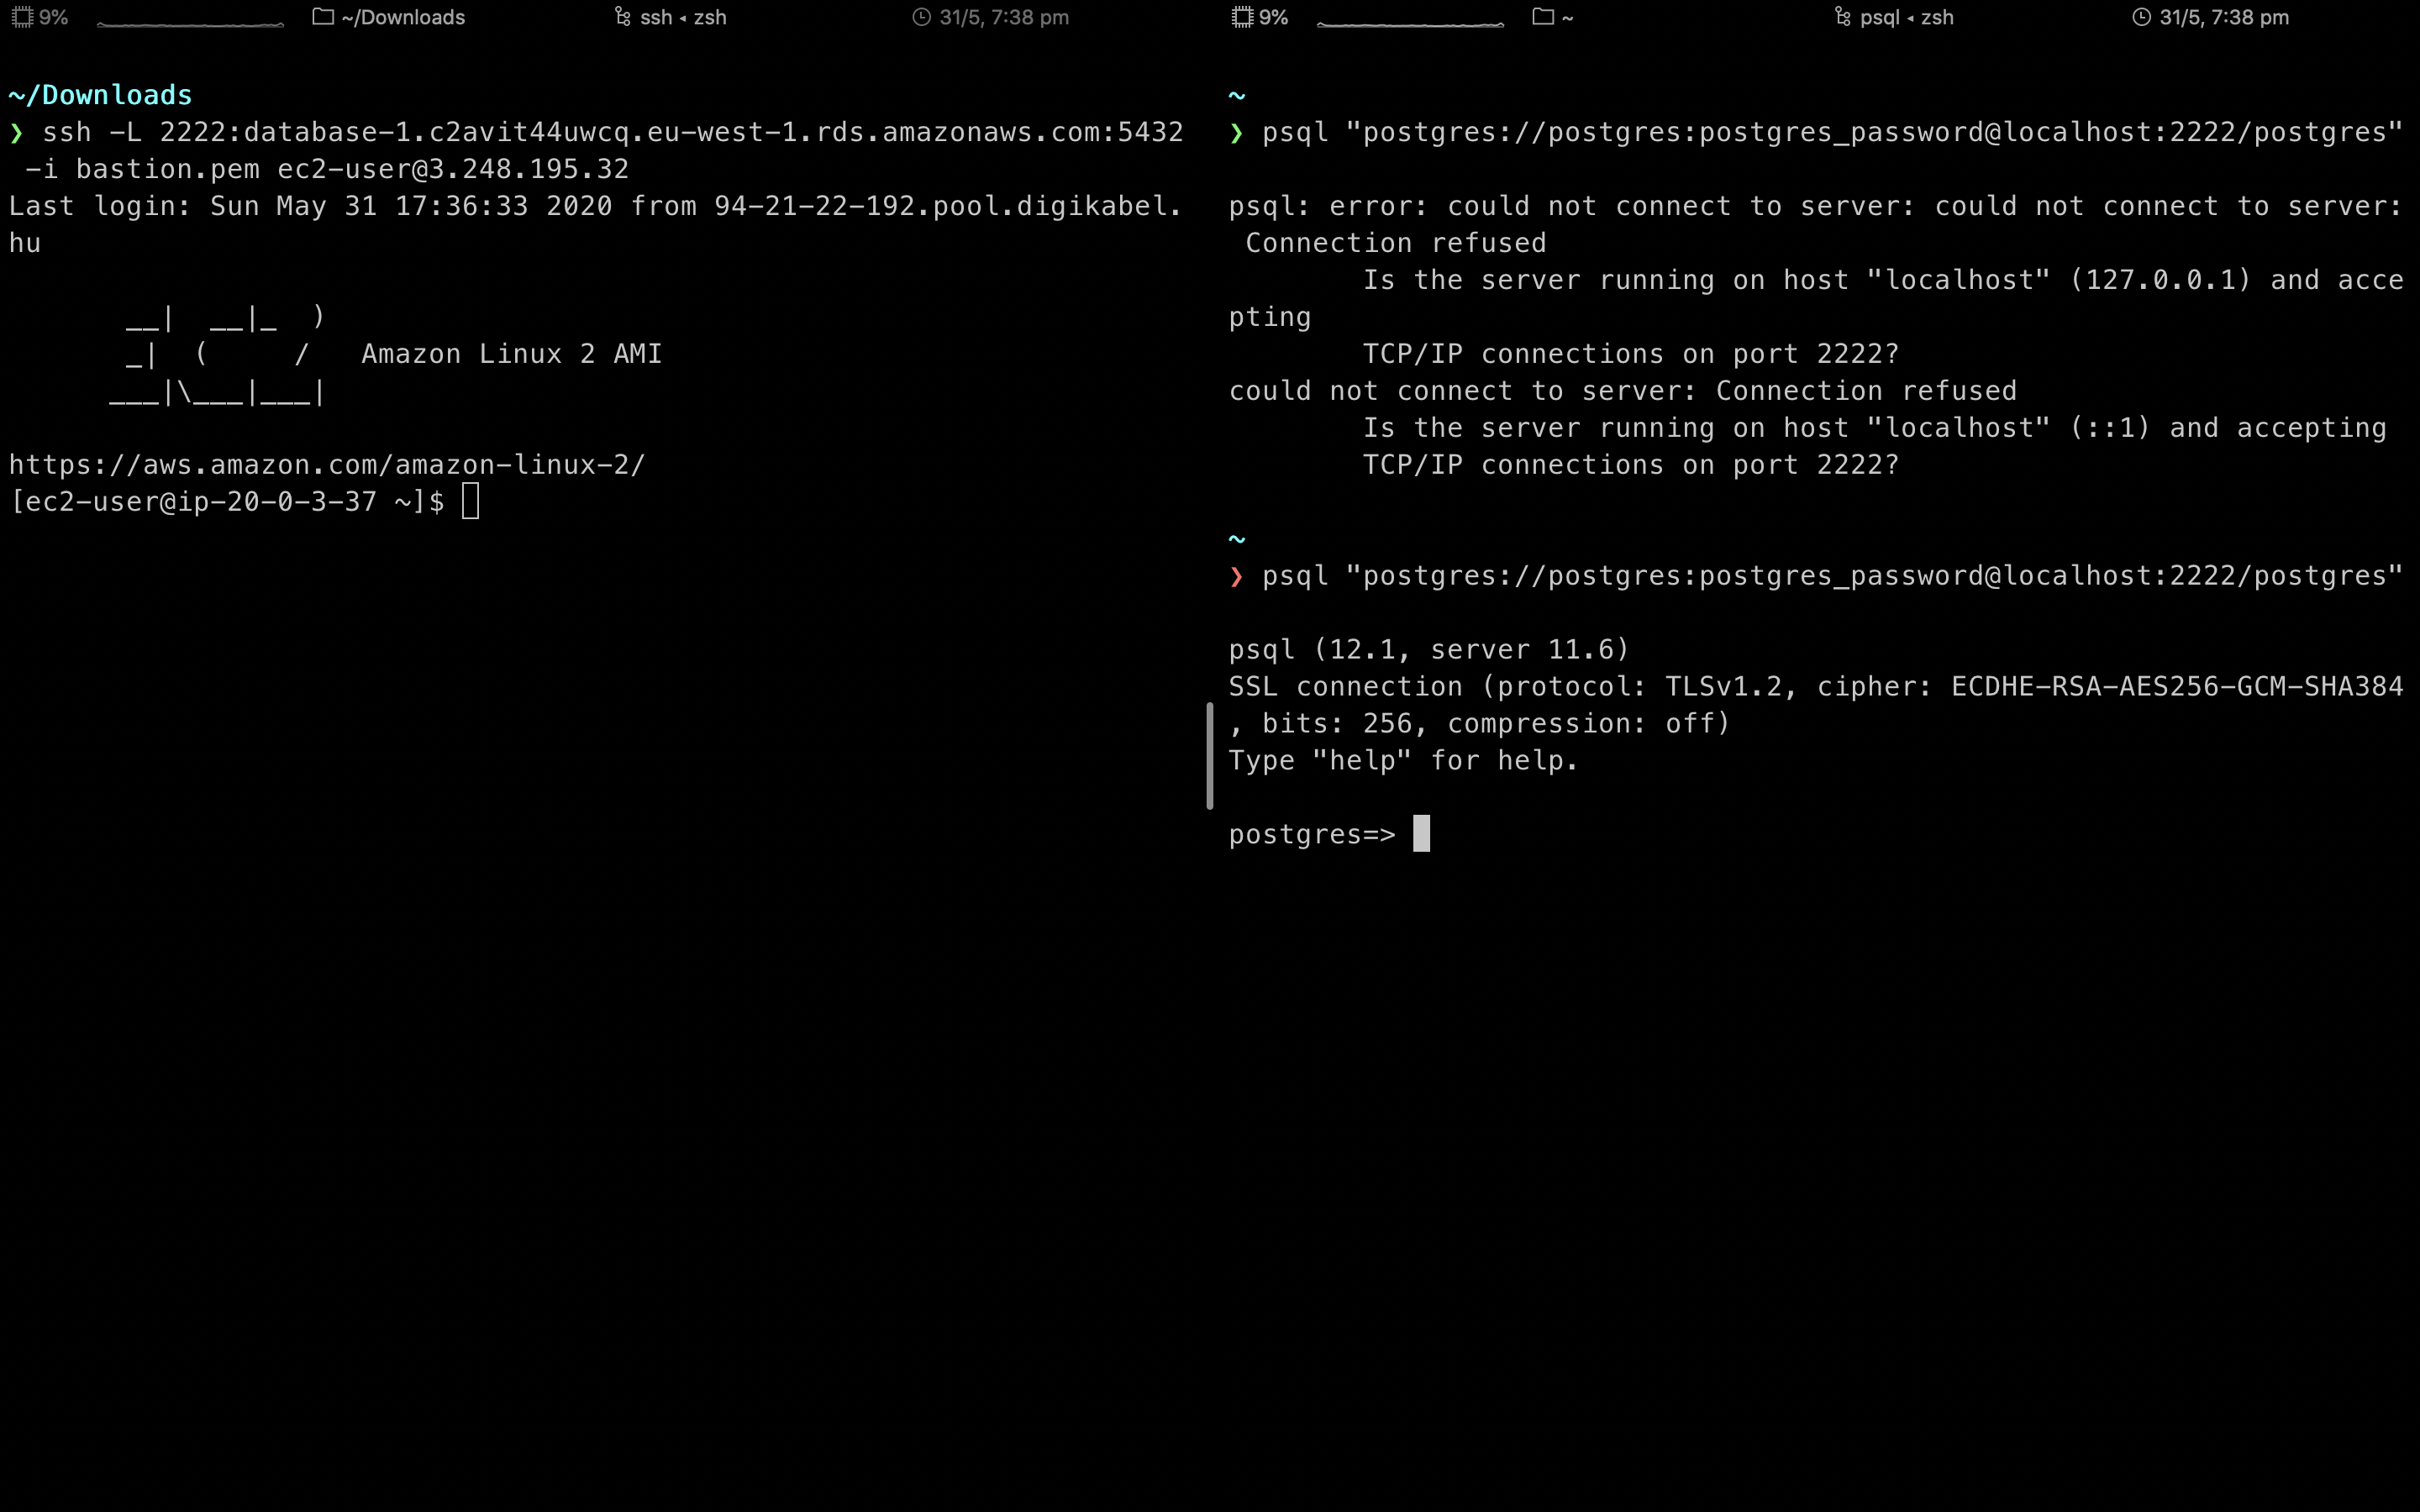 9% ~/Downloads ssh ◂ zsh 31/5, 7:38 pm
~/Downloads
❯ ssh -L 2222:database-1.c2avit44uwcq.eu-west-1.rds.amazonaws.com:5432
-i bastion.pem ec2-user@3.248.195.32
Last login: Sun May 31 17:36:33 2020 from 94-21-22-192.pool.digikabel.
hu
       __|  __|_  )
       _|  (     /   Amazon Linux 2 AMI
      ___|\___|___|
https://aws.amazon.com/amazon-linux-2/
[ec2-user@ip-20-0-3-37 ~]$
9% ~ psql ◂ zsh 31/5, 7:38 pm
~
❯ psql "postgres://postgres:postgres_password@localhost:2222/postgres"
psql: error: could not connect to server: could not connect to server:
 Connection refused
        Is the server running on host "localhost" (127.0.0.1) and acce
pting
        TCP/IP connections on port 2222?
could not connect to server: Connection refused
        Is the server running on host "localhost" (::1) and accepting
        TCP/IP connections on port 2222?
~
❯ psql "postgres://postgres:postgres_password@localhost:2222/postgres"
psql (12.1, server 11.6)
SSL connection (protocol: TLSv1.2, cipher: ECDHE-RSA-AES256-GCM-SHA384
, bits: 256, compression: off)
Type "help" for help.
postgres=>